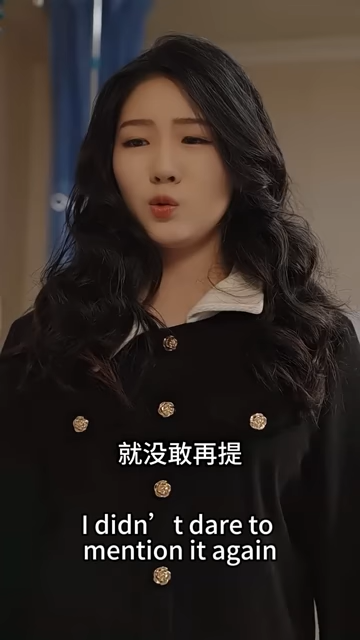 就没敢再提
I didn’t dare to
mention it again